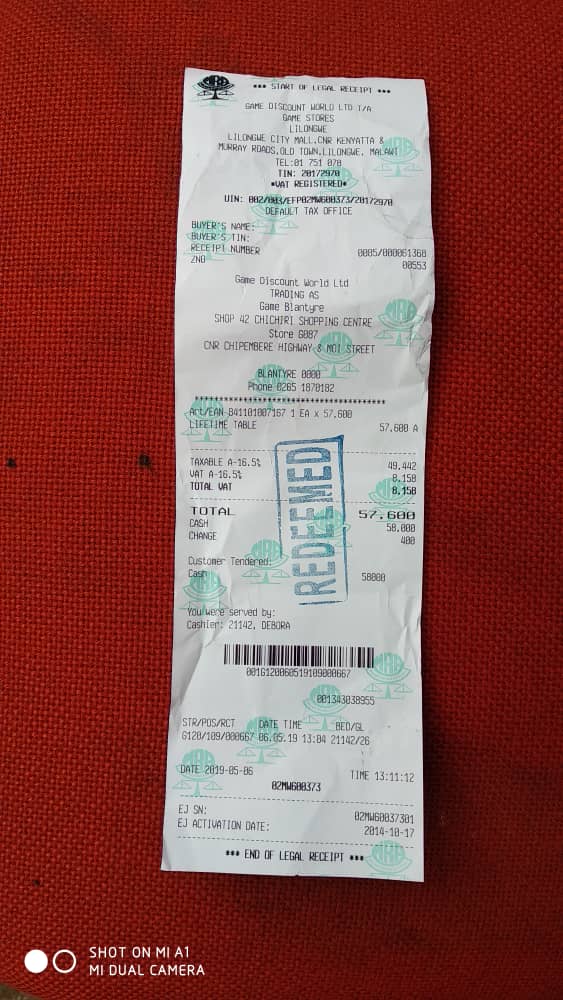 *** START OF LEGAL RECEIPT ***
GAME DISCOUNT WORLD LTD T/A
GAME STORES
LILONGWE
LILONGWE CITY MALL,CNR KENYATTA &
MURRAY ROADS,OLD TOWN,LILONGWE, MALAWI
TEL:01 751 078
TIN: 20172970
*VAT REGISTERED*
UIN: 002/003/EFP02MW600373/20172970
DEFAULT TAX OFFICE
BUYER'S NAME:
BUYER'S TIN:
RECEIPT NUMBER 0005/000061360
ZNO 00553
Game Discount World Ltd
TRADING AS
Game Blantyre
SHOP 42 CHICHIRI SHOPPING CENTRE
Store G087
CNR CHIPEMBERE HIGHWAY & MOI STREET
BLANTYRE 0000
Phone 0265 1870182
Art/EAN 841101007167 1 EA x 57.600
LIFETIME TABLE 57.600 A
TAXABLE A-16.5% 49.442
VAT A-16.5% 8.158
TOTAL VAT 8.158
TOTAL 57.600
CASH 58.000
CHANGE 400
REDEEMED
Customer Tendered:
Cash 58000
You were served by:
Cashier: 21142, DEBORA
001G120060519109000667
001343038955
STR/POS/RCT DATE TIME BED/GL
G120/109/000667 06.05.19 13:04 21142/26
DATE 2019-05-06 TIME 13:11:12
02MW600373
EJ SN: 02MW60037301
EJ ACTIVATION DATE: 2014-10-17
*** END OF LEGAL RECEIPT ***
SHOT ON MI A1
MI DUAL CAMERA